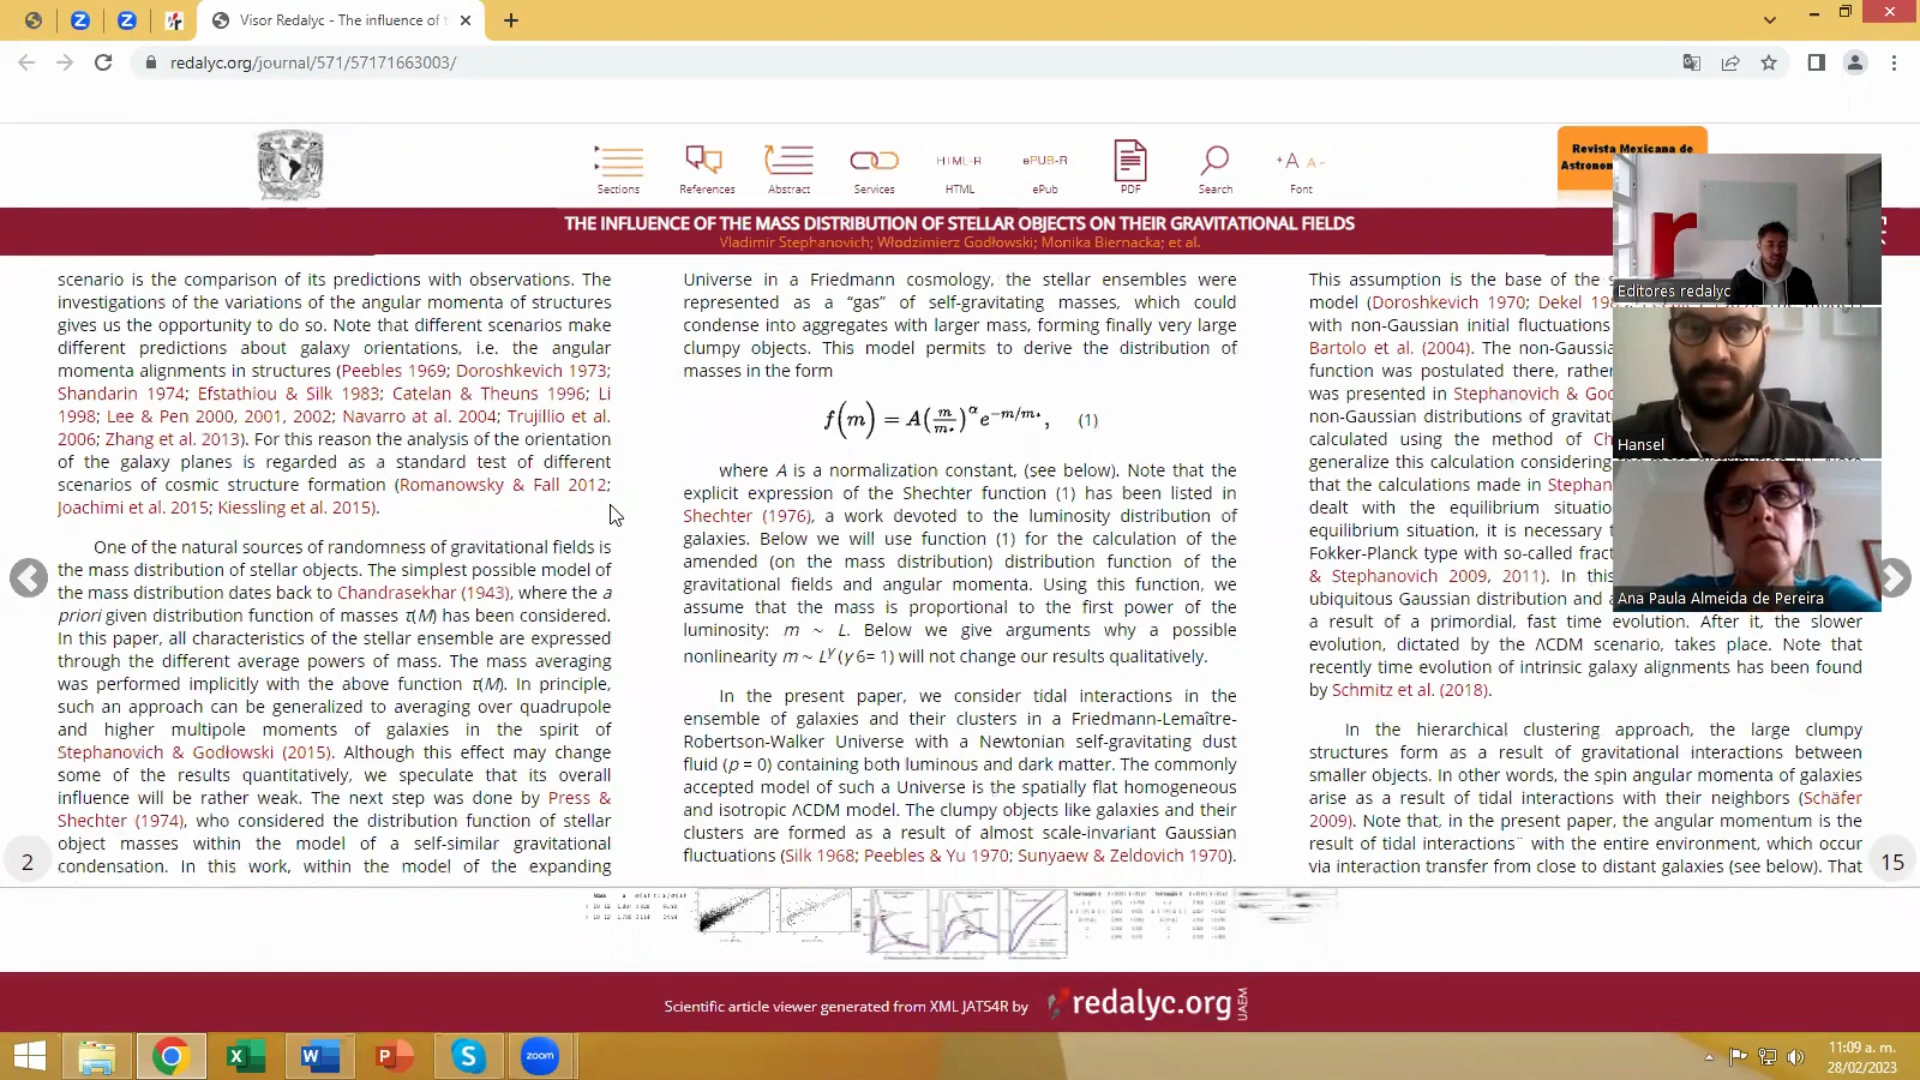 Visor Redalyc - The influence of t
redalyc.org/journal/571/57171663003/
Sections
References
Abstract
Services
HTML-R
HTML
ePUB-R
ePub
PDF
Search
+A A-
Font
Revista Mexicana de
THE INFLUENCE OF THE MASS DISTRIBUTION OF STELLAR OBJECTS ON THEIR GRAVITATIONAL FIELDS
Vladimir Stephanovich; Włodzimierz Godłowski; Monika Biernacka; et al.
scenario is the comparison of its predictions with observations. The
investigations of the variations of the angular momenta of structures
gives us the opportunity to do so. Note that different scenarios make
different predictions about galaxy orientations, i.e. the angular
momenta alignments in structures (Peebles 1969; Doroshkevich 1973;
Shandarin 1974; Efstathiou & Silk 1983; Catelan & Theuns 1996; Li
1998; Lee & Pen 2000, 2001, 2002; Navarro at al. 2004; Trujillio et al.
2006; Zhang et al. 2013). For this reason the analysis of the orientation
of the galaxy planes is regarded as a standard test of different
scenarios of cosmic structure formation (Romanowsky & Fall 2012;
Joachimi et al. 2015; Kiessling et al. 2015).
One of the natural sources of randomness of gravitational fields is
the mass distribution of stellar objects. The simplest possible model of
the mass distribution dates back to Chandrasekhar (1943), where the a
priori given distribution function of masses τ(M) has been considered.
In this paper, all characteristics of the stellar ensemble are expressed
through the different average powers of mass. The mass averaging
was performed implicitly with the above function τ(M). In principle,
such an approach can be generalized to averaging over quadrupole
and higher multipole moments of galaxies in the spirit of
Stephanovich & Godłowski (2015). Although this effect may change
some of the results quantitatively, we speculate that its overall
influence will be rather weak. The next step was done by Press &
Shechter (1974), who considered the distribution function of stellar
object masses within the model of a self-similar gravitational
condensation. In this work, within the model of the expanding
2
Universe in a Friedmann cosmology, the stellar ensembles were
represented as a “gas” of self-gravitating masses, which could
condense into aggregates with larger mass, forming finally very large
clumpy objects. This model permits to derive the distribution of
masses in the form
f(m) = A(m/m*)^α e^−m/m*, (1)
where A is a normalization constant, (see below). Note that the
explicit expression of the Shechter function (1) has been listed in
Shechter (1976), a work devoted to the luminosity distribution of
galaxies. Below we will use function (1) for the calculation of the
amended (on the mass distribution) distribution function of the
gravitational fields and angular momenta. Using this function, we
assume that the mass is proportional to the first power of the
luminosity: m ~ L. Below we give arguments why a possible
nonlinearity m ~ L^γ (γ 6= 1) will not change our results qualitatively.
In the present paper, we consider tidal interactions in the
ensemble of galaxies and their clusters in a Friedmann-Lemaître-
Robertson-Walker Universe with a Newtonian self-gravitating dust
fluid (p = 0) containing both luminous and dark matter. The commonly
accepted model of such a Universe is the spatially flat homogeneous
and isotropic ΛCDM model. The clumpy objects like galaxies and their
clusters are formed as a result of almost scale-invariant Gaussian
fluctuations (Silk 1968; Peebles & Yu 1970; Sunyaew & Zeldovich 1970).
This assumption is the base of the
model (Doroshkevich 1970; Dekel
with non-Gaussian initial fluctuations
Bartolo et al. (2004). The
function was postulated there,
was presented in Stephanovich &
non-Gaussian distributions of
calculated using the method of
generalize this calculation considering
that the calculations made in
dealt with the equilibrium
equilibrium situation, it is necessary
Fokker-Planck type with so-called
& Stephanovich 2009, 2011). In this
ubiquitous Gaussian distribution and
a result of a primordial, fast time evolution. After it, the slower
evolution, dictated by the ΛCDM scenario, takes place. Note that
recently time evolution of intrinsic galaxy alignments has been found
by Schmitz et al. (2018).
In the hierarchical clustering approach, the large clumpy
structures form as a result of gravitational interactions between
smaller objects. In other words, the spin angular momenta of galaxies
arise as a result of tidal interactions with their neighbors (Schäfer
2009). Note that, in the present paper, the angular momentum is the
result of tidal interactions¨ with the entire environment, which occur
via interaction transfer from close to distant galaxies (see below). That
15
Editores redalyc
Hansel
Ana Paula Almeida de Pereira
Scientific article viewer generated from XML JATS4R by
redalyc.org
UAEM
zoom
11:09 a. m.
28/02/2023